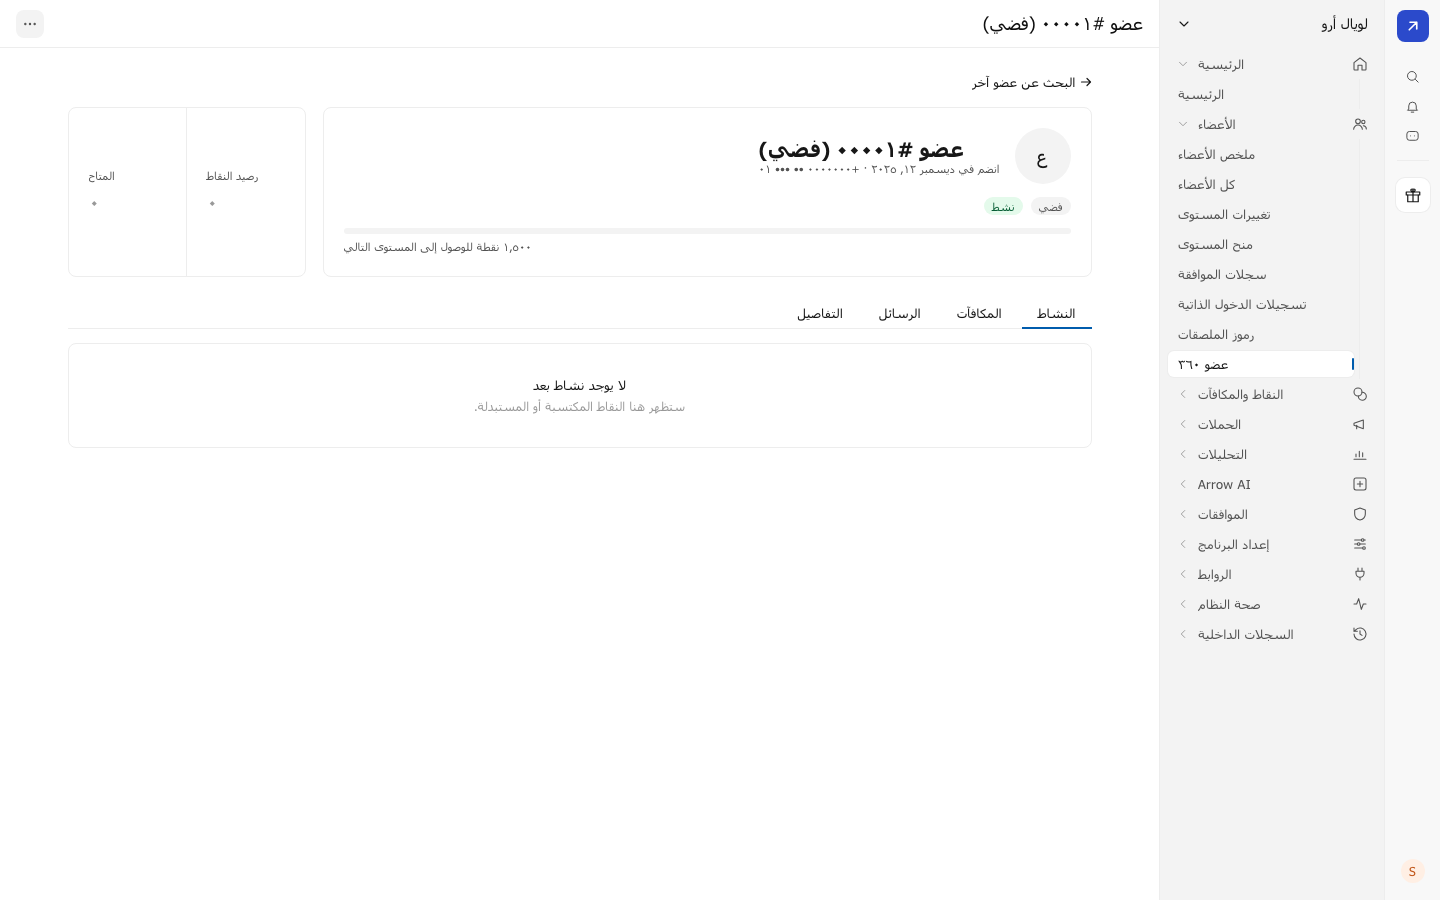 لويال أرو
الرئيسية
الرئيسية
الأعضاء
ملخص الأعضاء
كل الأعضاء
تغييرات المستوى
منح المستوى
سجلات الموافقة
تسجيلات الدخول الذاتية
رموز الملصقات
عضو ٣٦٠
النقاط والمكافآت
الحملات
التحليلات
Arrow AI
الموافقات
إعداد البرنامج
الروابط
صحة النظام
السجلات الداخلية
S
عضو #٠٠٠٠١ (فضي)
البحث عن عضو آخر
ع
عضو #٠٠٠٠١ (فضي)
انضم في ديسمبر ١٢, ٢٠٢٥ · +٠٠٠٠٠٠٠ •• ••• ٠١
فضي
نشط
١,٥٠٠ نقطة للوصول إلى المستوى التالي
رصيد النقاط
٠
المتاح
٠
النشاط
المكافآت
الرسائل
التفاصيل
لا يوجد نشاط بعد
ستظهر هنا النقاط المكتسبة أو المستبدلة.